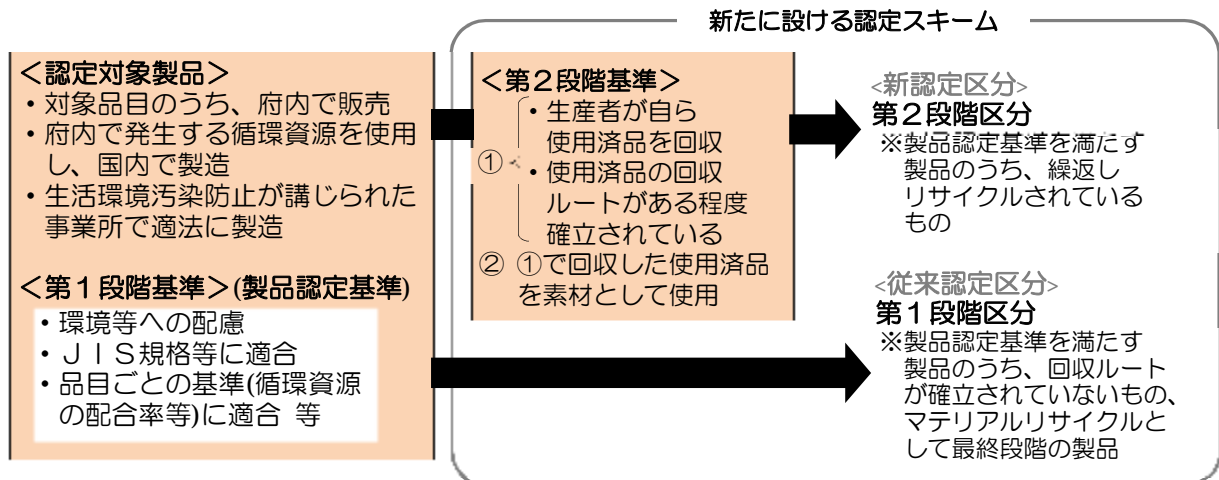 新たに設ける認定スキーム
＜認定対象製品＞
・対象品目のうち、府内で販売
・府内で発生する循環資源を使用
し、国内で製造
・生活環境汚染防止が講じられた
事業所で適法に製造
＜第１段階基準＞(製品認定基準)
・環境等への配慮
・ＪＩＳ規格等に適合
・品目ごとの基準(循環資源
の配合率等)に適合 等
＜第２段階基準＞
①
・生産者が自ら
使用済品を回収
・使用済品の回収
ルートがある程度
確立されている
② ①で回収した使用済品
を素材として使用
<新認定区分>
第２段階区分
※製品認定基準を満たす
製品のうち、繰返し
リサイクルされている
もの
<従来認定区分>
第１段階区分
※製品認定基準を満たす
製品のうち、回収ルート
が確立されていないもの、
マテリアルリサイクルと
して最終段階の製品